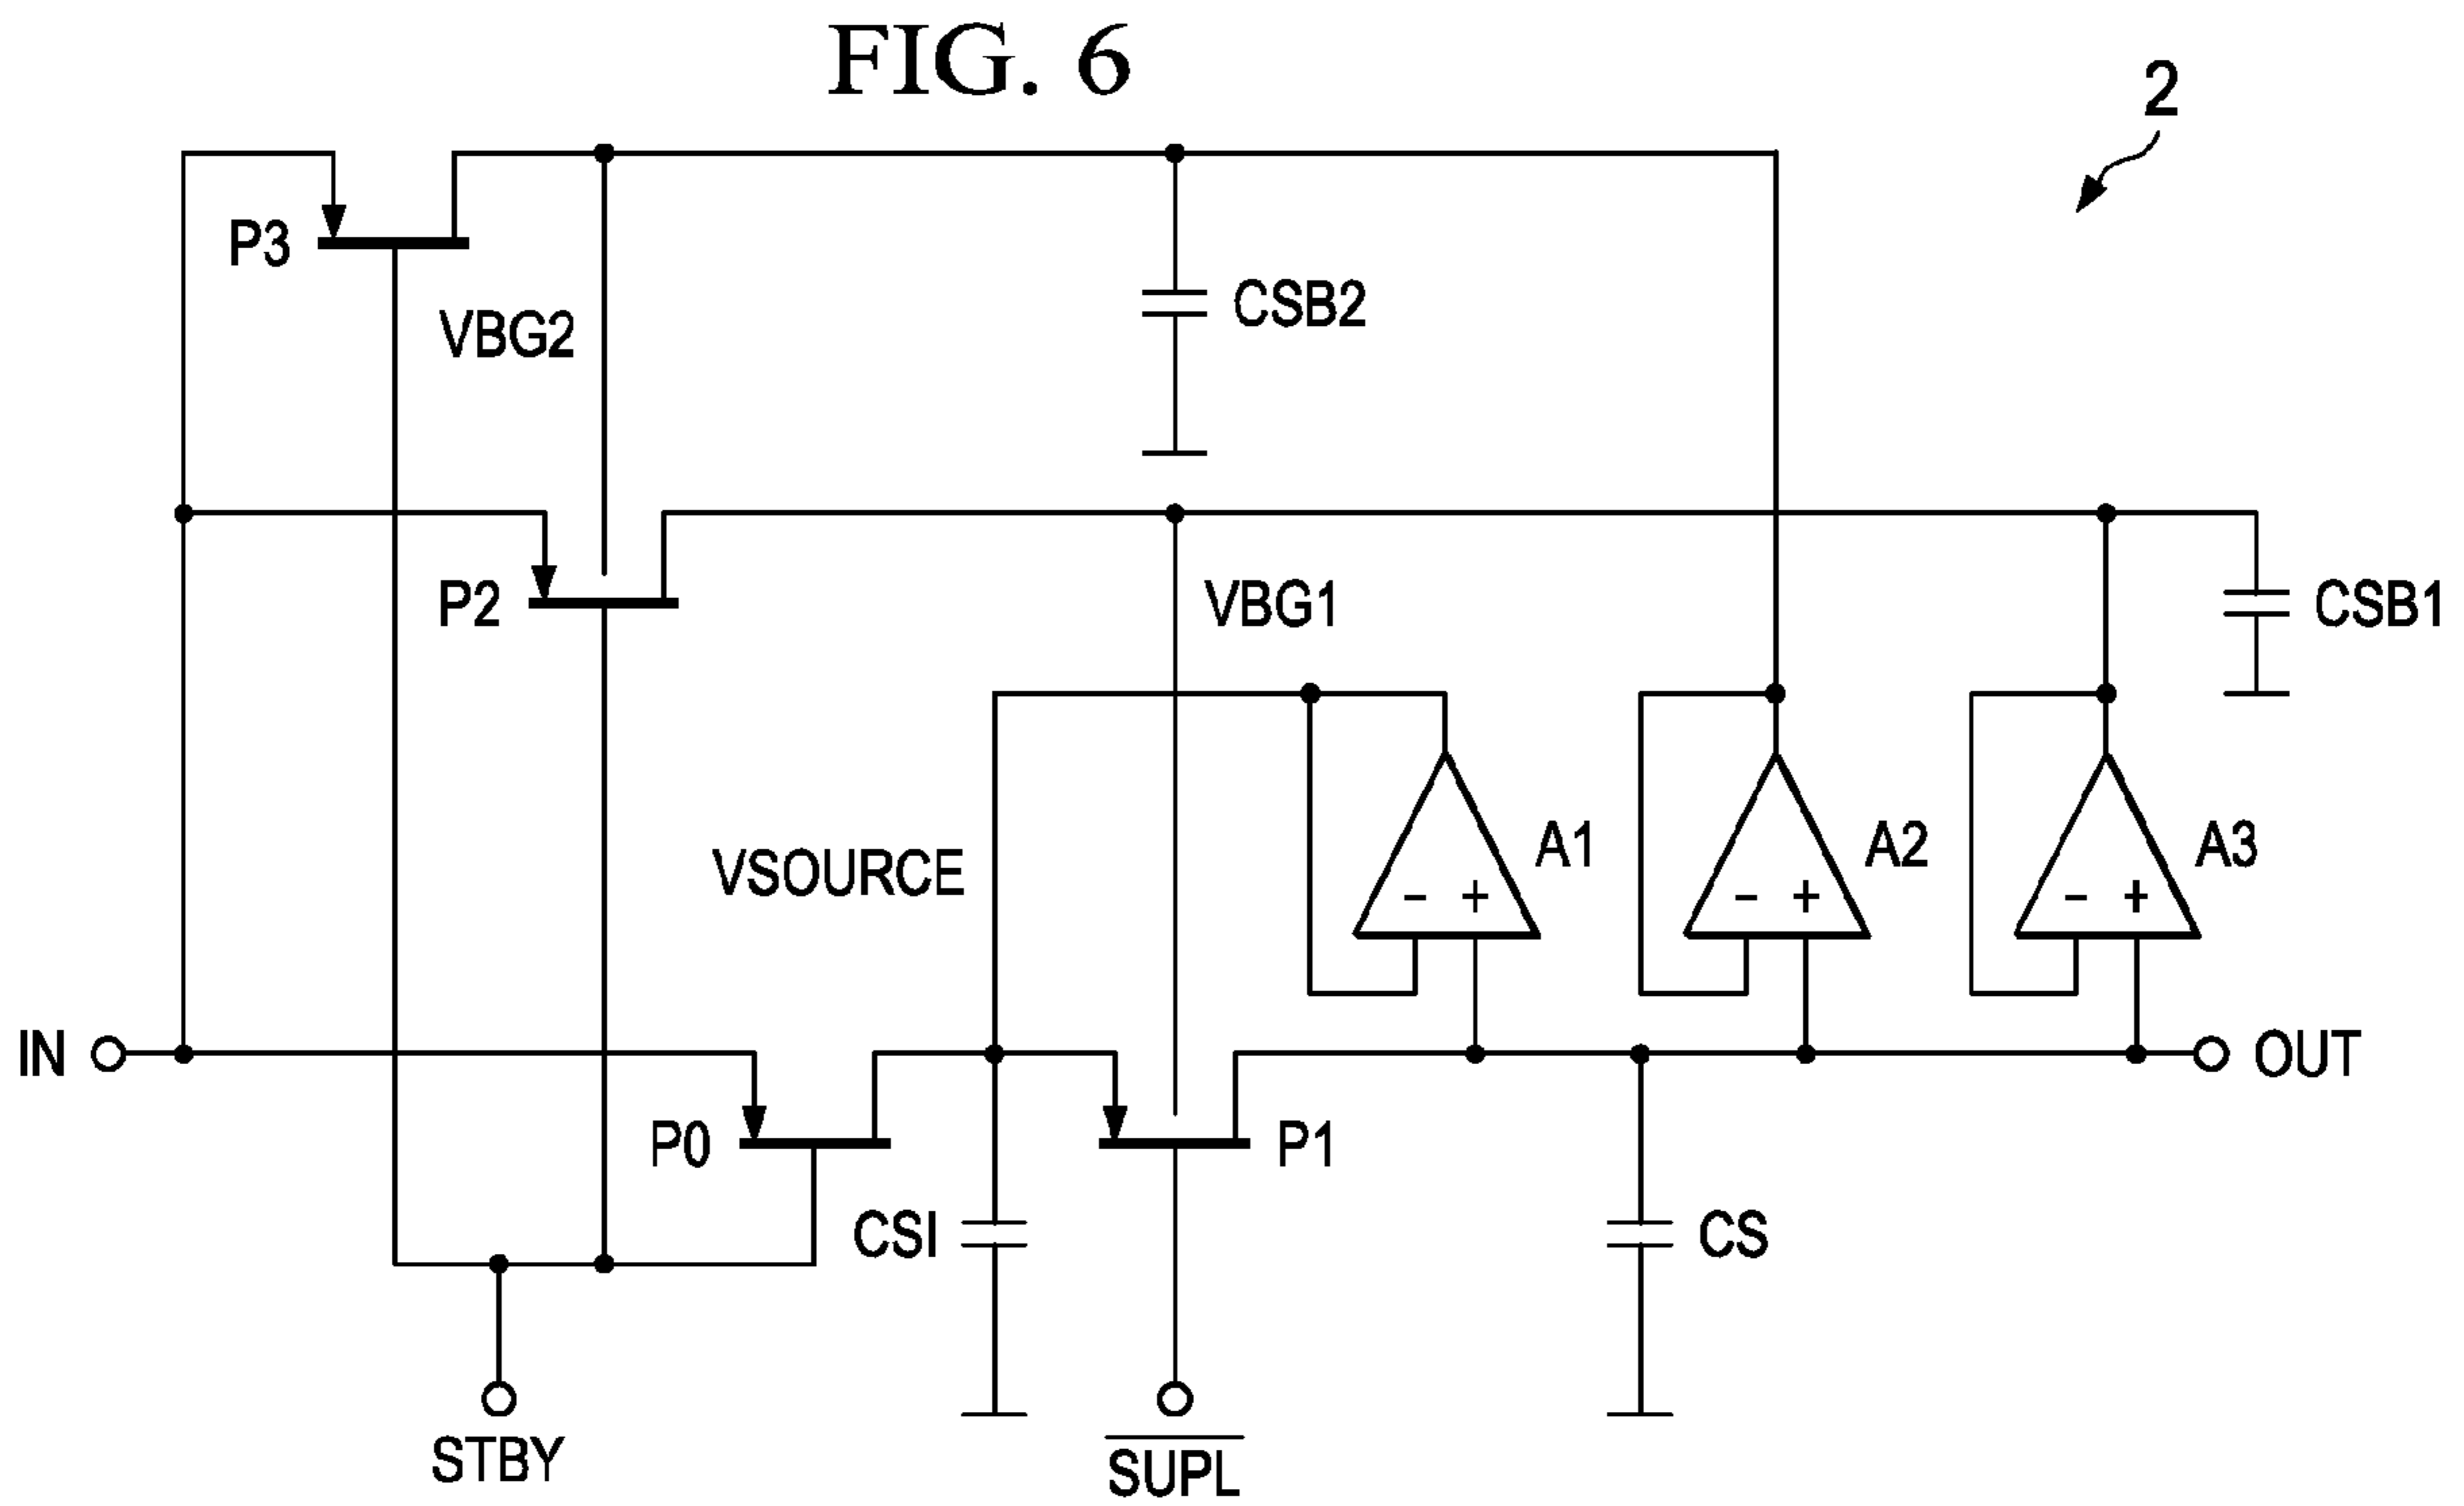 FIG. 6
2
P3
VBG2
CSB2
P2
VBG1
CSB1
VSOURCE
A1
A2
A3
- +
- +
- +
IN
OUT
P0
P1
CSI
CS
STBY
SUPL